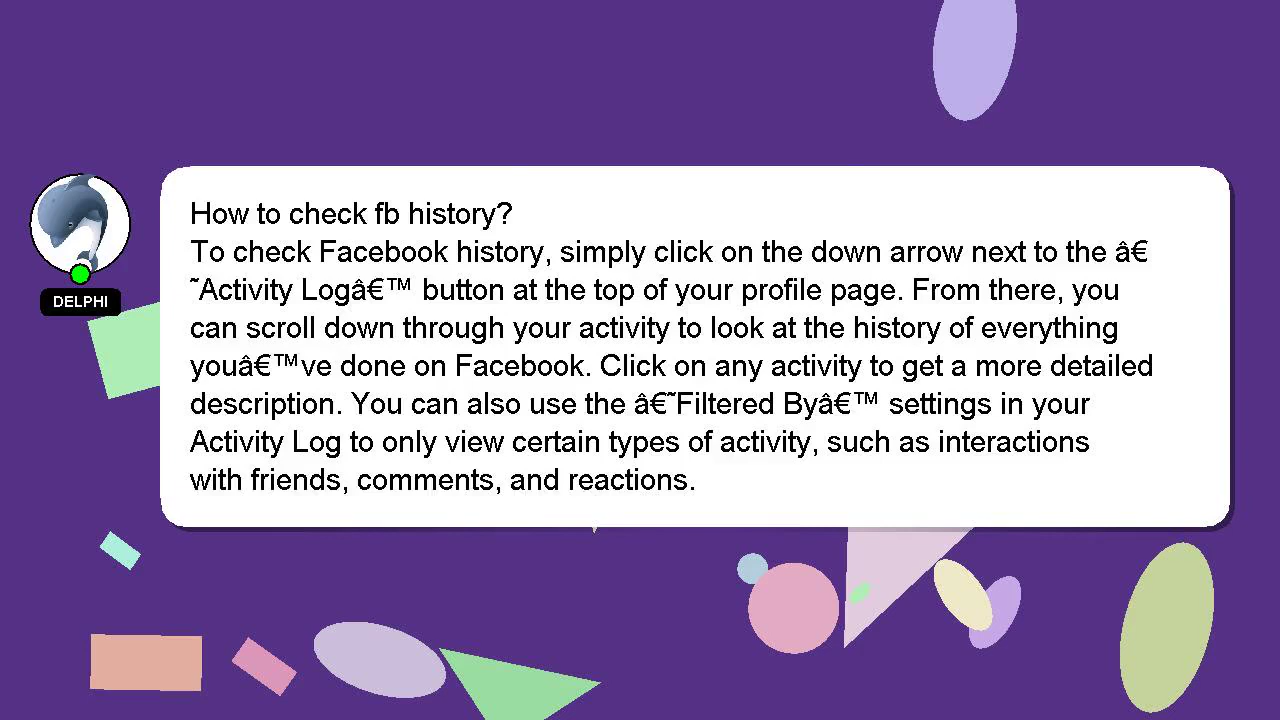 How to check fb history?
To check Facebook history, simply click on the down arrow next to the â€
˜Activity Logâ€™ button at the top of your profile page. From there, you
can scroll down through your activity to look at the history of everything
youâ€™ve done on Facebook. Click on any activity to get a more detailed
description. You can also use the â€˜Filtered Byâ€™ settings in your
Activity Log to only view certain types of activity, such as interactions
with friends, comments, and reactions.
DELPHI